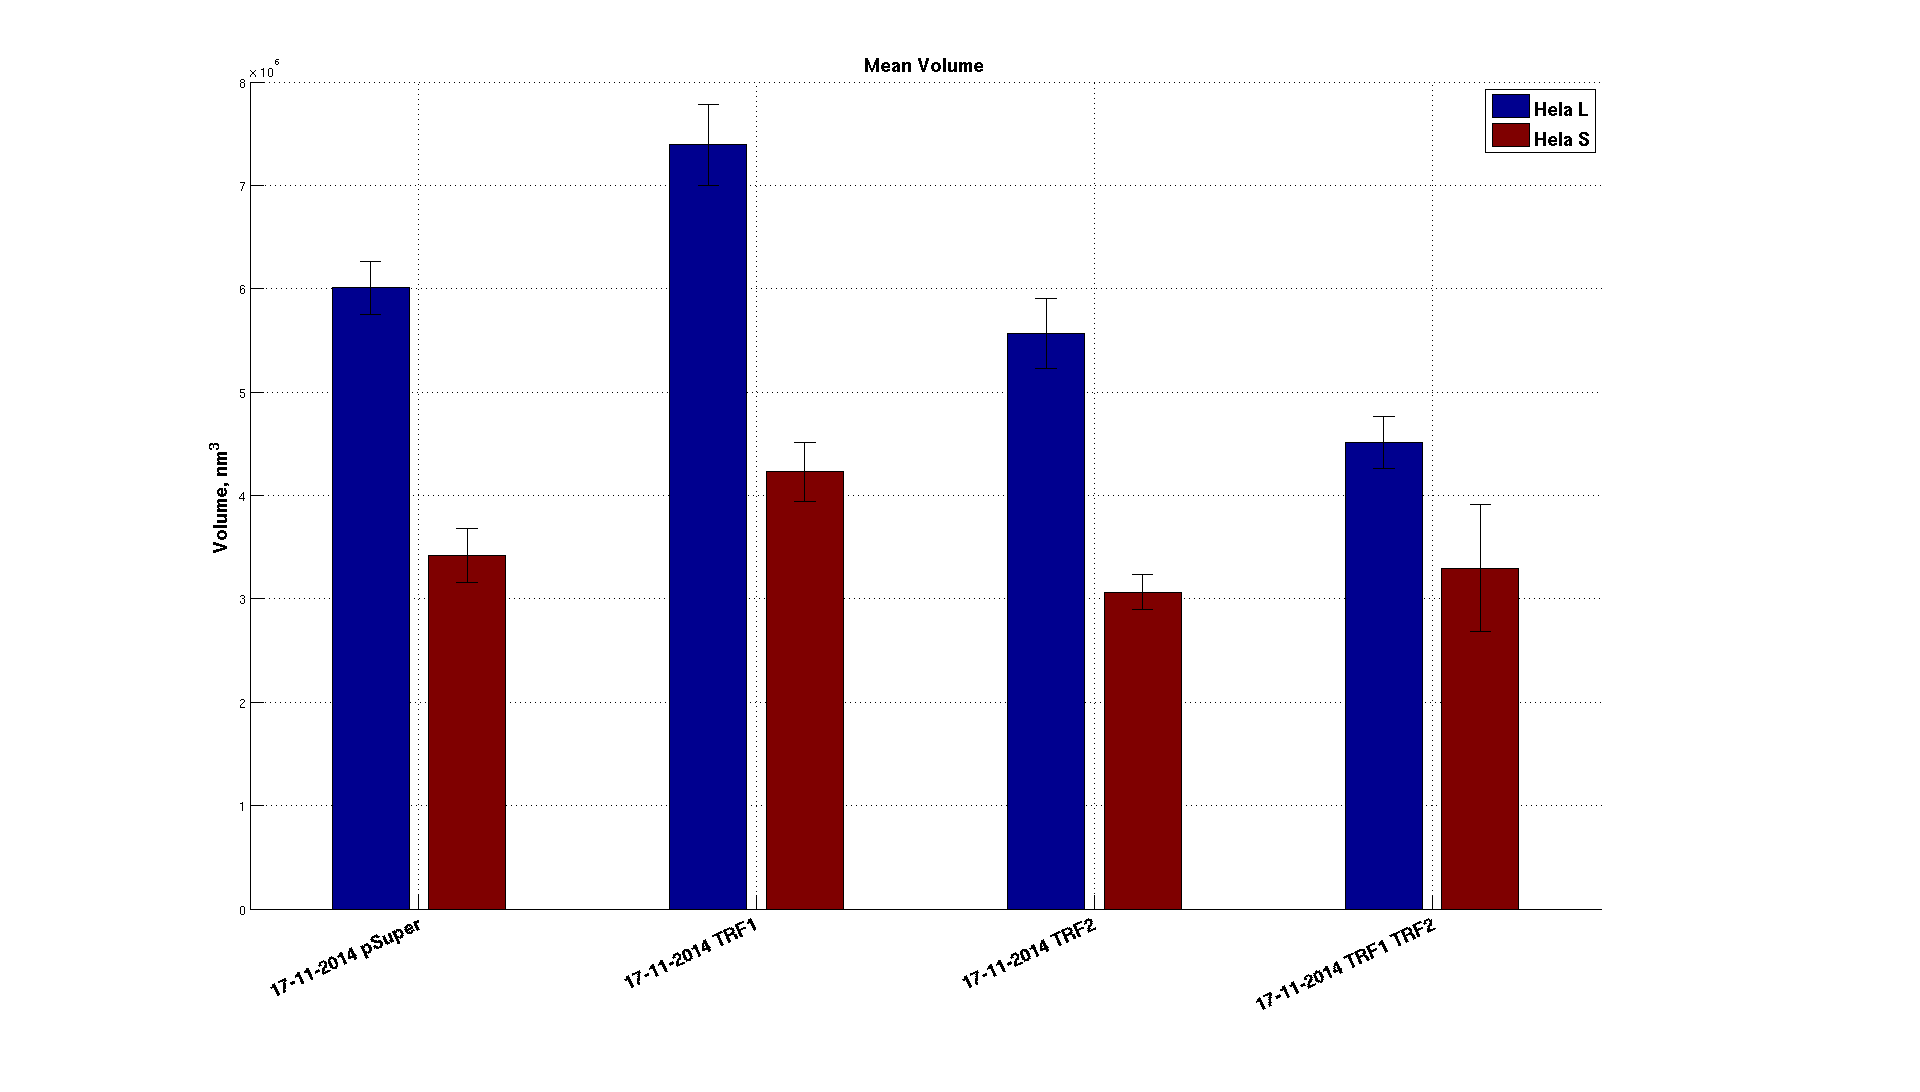 Mean Volume
×10^6
Hela L
Hela S
8
7
6
5
4
3
2
1
0
Volume, nm^3
17-11-2014 pSuper
17-11-2014 TRF1
17-11-2014 TRF2
17-11-2014 TRF1 TRF2